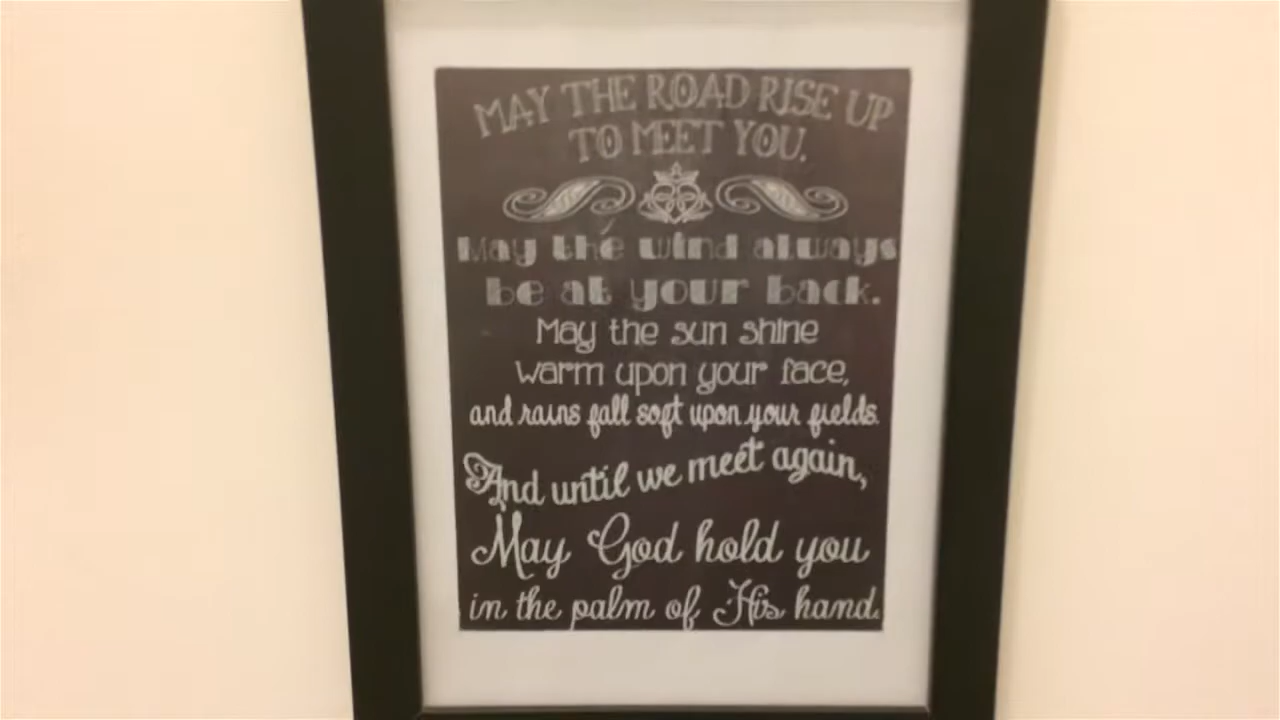 MAY THE ROAD RISE UP
TO MEET YOU.
May the wind always
be at your back.
May the sun shine
warm upon your face,
and rains fall soft upon your fields.
And until we meet again,
May God hold you
in the palm of His hand.